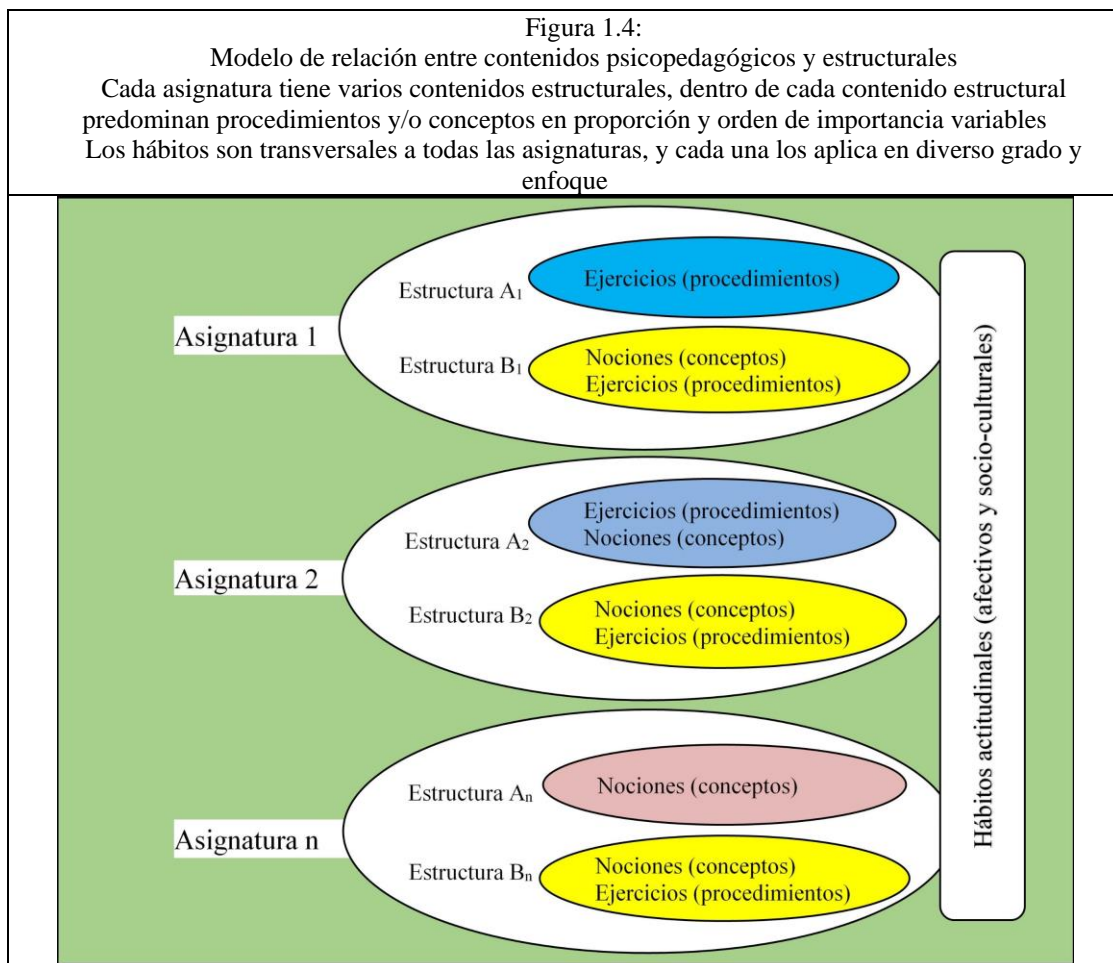 Figura 1.4:
Modelo de relación entre contenidos psicopedagógicos y estructurales
Cada asignatura tiene varios contenidos estructurales, dentro de cada contenido estructural
predominan procedimientos y/o conceptos en proporción y orden de importancia variables
Los hábitos son transversales a todas las asignaturas, y cada una los aplica en diverso grado y
enfoque
Asignatura 1
Estructura A₁
Ejercicios (procedimientos)
Estructura B₁
Nociones (conceptos)
Ejercicios (procedimientos)
Asignatura 2
Estructura A₂
Ejercicios (procedimientos)
Nociones (conceptos)
Estructura B₂
Nociones (conceptos)
Ejercicios (procedimientos)
Asignatura n
Estructura Aₙ
Nociones (conceptos)
Estructura Bₙ
Nociones (conceptos)
Ejercicios (procedimientos)
Hábitos actitudinales (afectivos y socio-culturales)